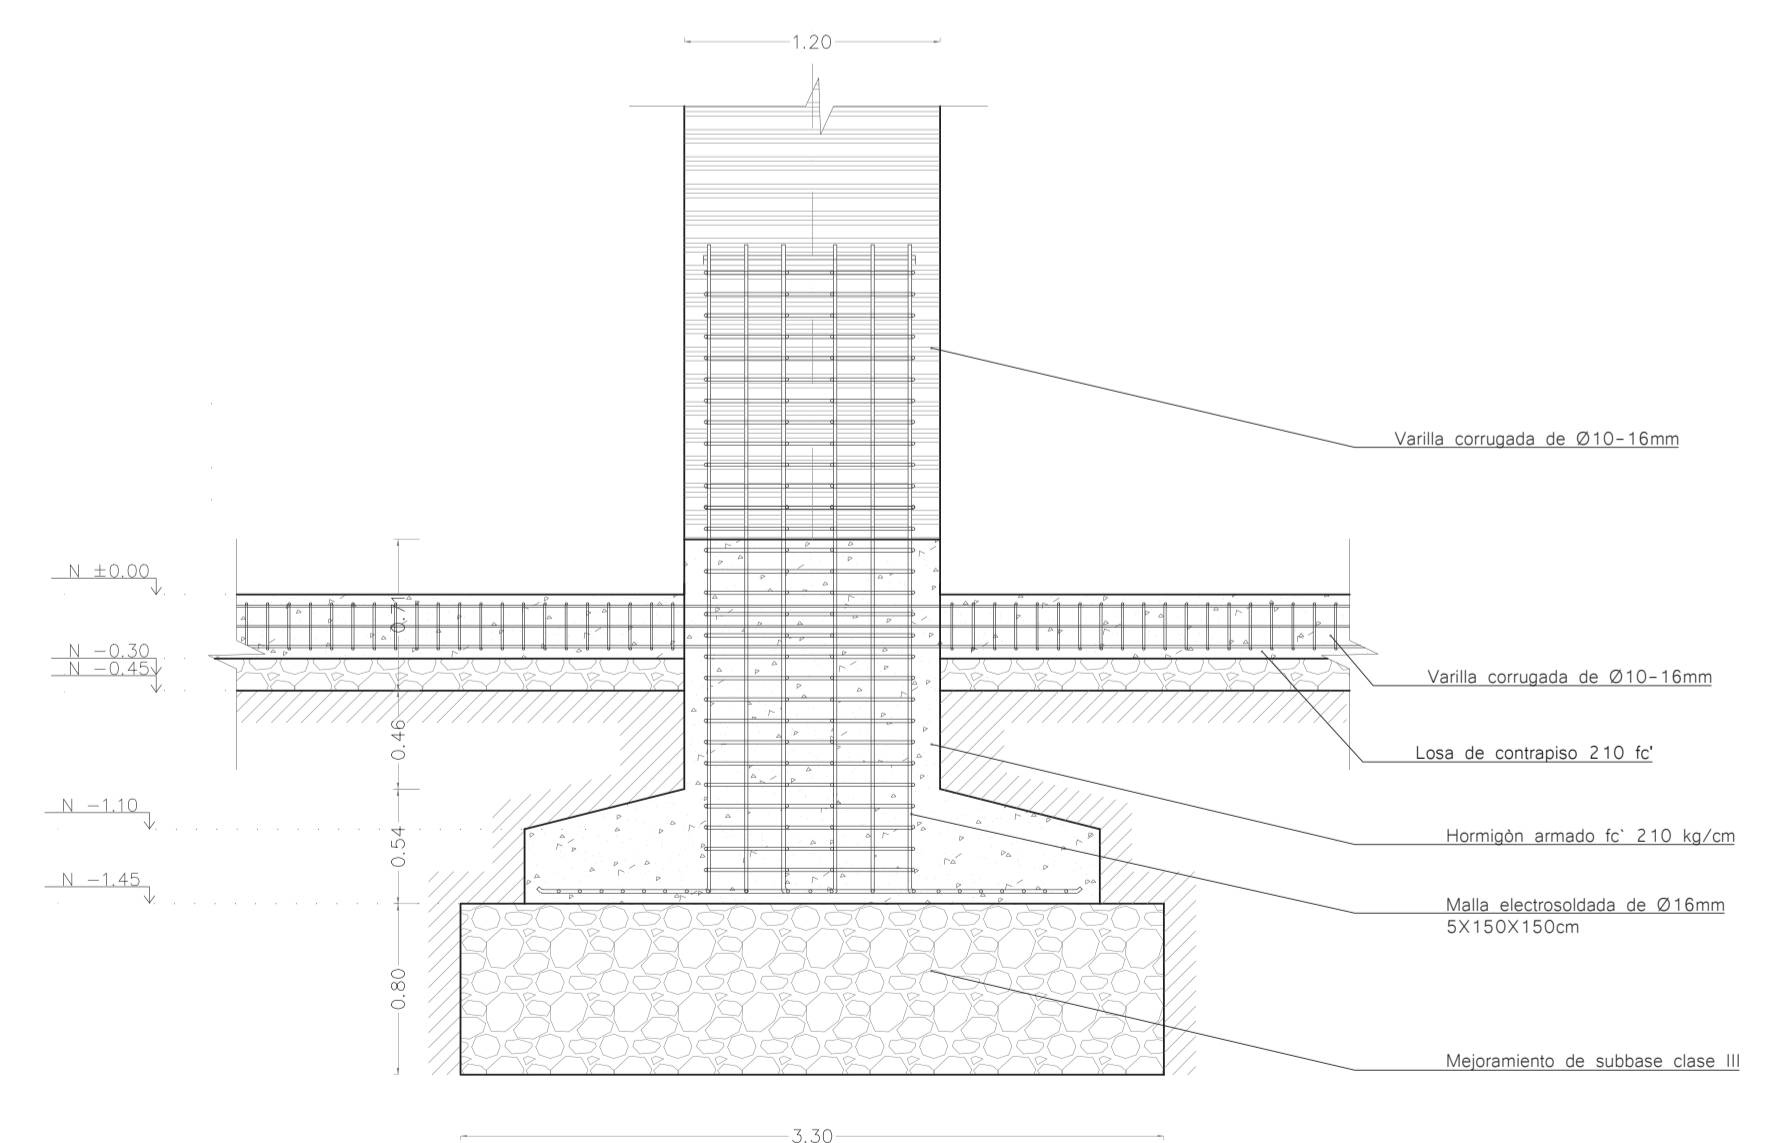 1.20
Varilla corrugada de Ø10-16mm
N ±0.00
0.71
N -0.30
N -0.45
Varilla corrugada de Ø10-16mm
0.46
Losa de contrapiso 210 fc'
N -1.10
Hormigòn armado fc` 210 kg/cm
0.54
N -1.45
Malla electrosoldada de Ø16mm
5X150X150cm
0.80
Mejoramiento de subbase clase III
3.30